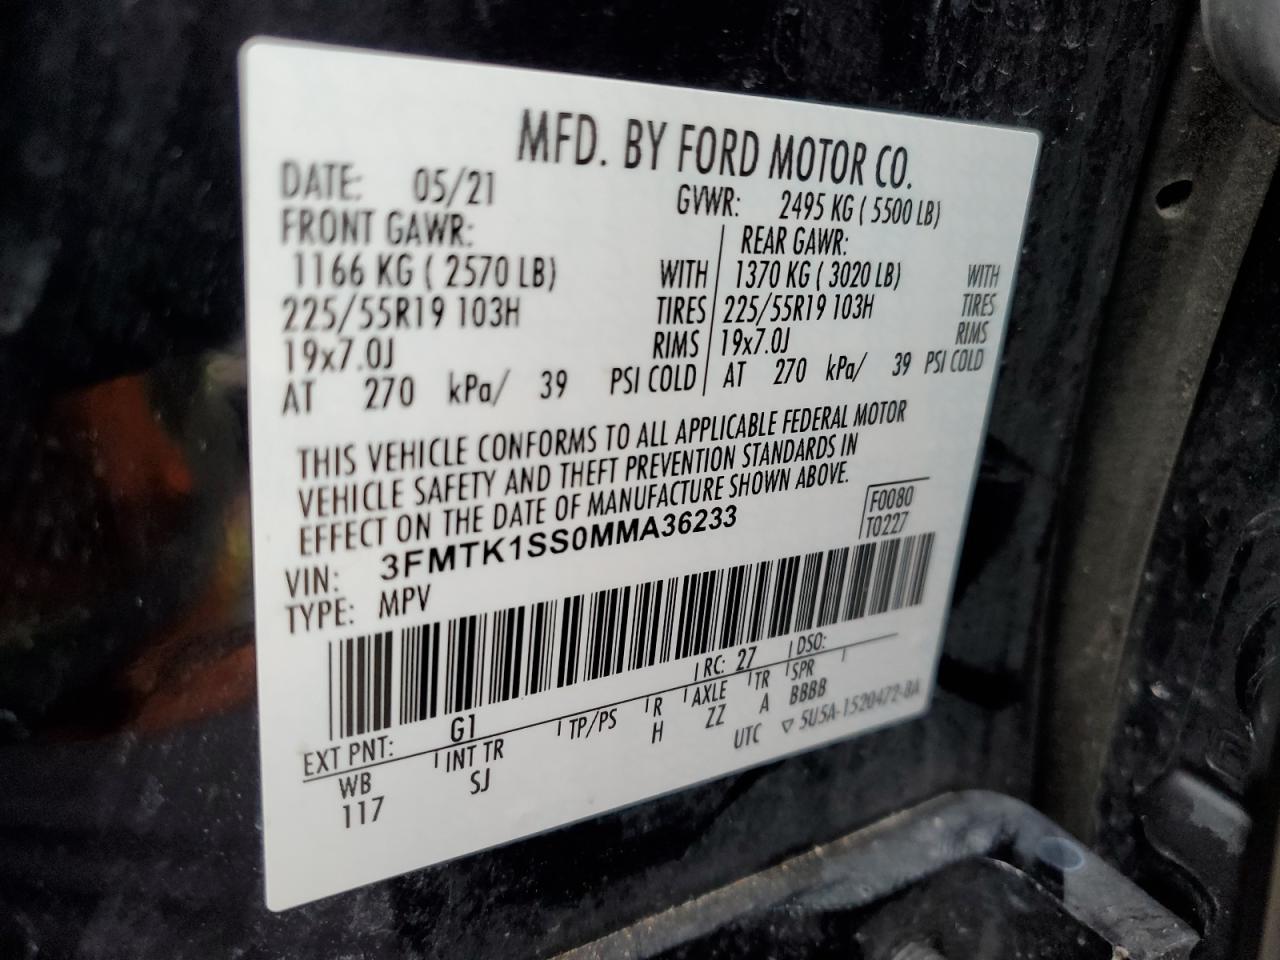 MFD. BY FORD MOTOR CO.
DATE: 05/21 GVWR: 2495 KG ( 5500 LB)
FRONT GAWR: REAR GAWR:
1166 KG ( 2570 LB) WITH 1370 KG ( 3020 LB) WITH
225/55R19 103H TIRES 225/55R19 103H TIRES
19x7.0J RIMS 19x7.0J RIMS
AT 270 kPa/ 39 PSI COLD AT 270 kPa/ 39 PSI COLD
THIS VEHICLE CONFORMS TO ALL APPLICABLE FEDERAL MOTOR
VEHICLE SAFETY AND THEFT PREVENTION STANDARDS IN
EFFECT ON THE DATE OF MANUFACTURE SHOWN ABOVE.
F0080
T0227
VIN: 3FMTK1SS0MMA36233
TYPE: MPV
EXT PNT: G1 RC: 27 DSO:
WB INT TR TP/PS R AXLE TR SPR
117 SJ H ZZ A BBBB
UTC ▽ 5U5A-1520472-BA